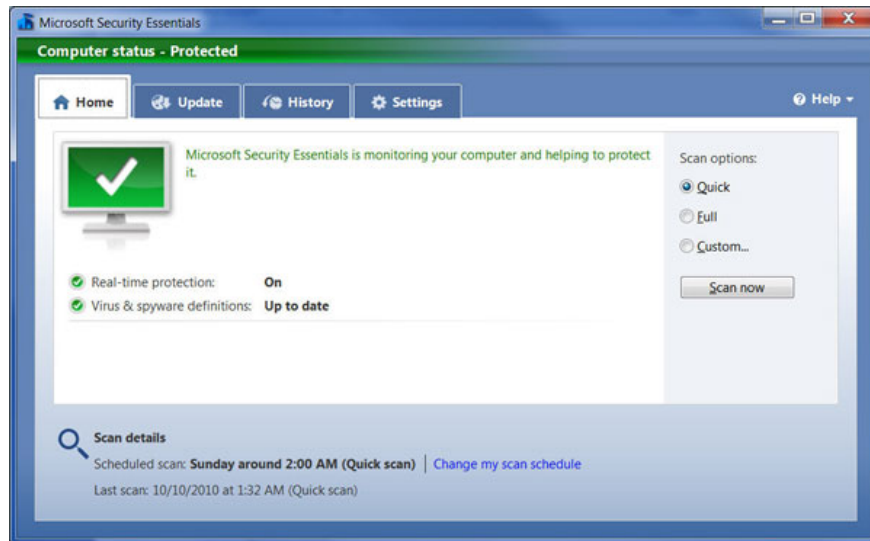 Microsoft Security Essentials
Computer status - Protected
Home
Update
History
Settings
Help
Microsoft Security Essentials is monitoring your computer and helping to protect
it.
Scan options:
Quick
Full
Custom...
Scan now
Real-time protection: On
Virus & spyware definitions: Up to date
Scan details
Scheduled scan: Sunday around 2:00 AM (Quick scan) | Change my scan schedule
Last scan: 10/10/2010 at 1:32 AM (Quick scan)